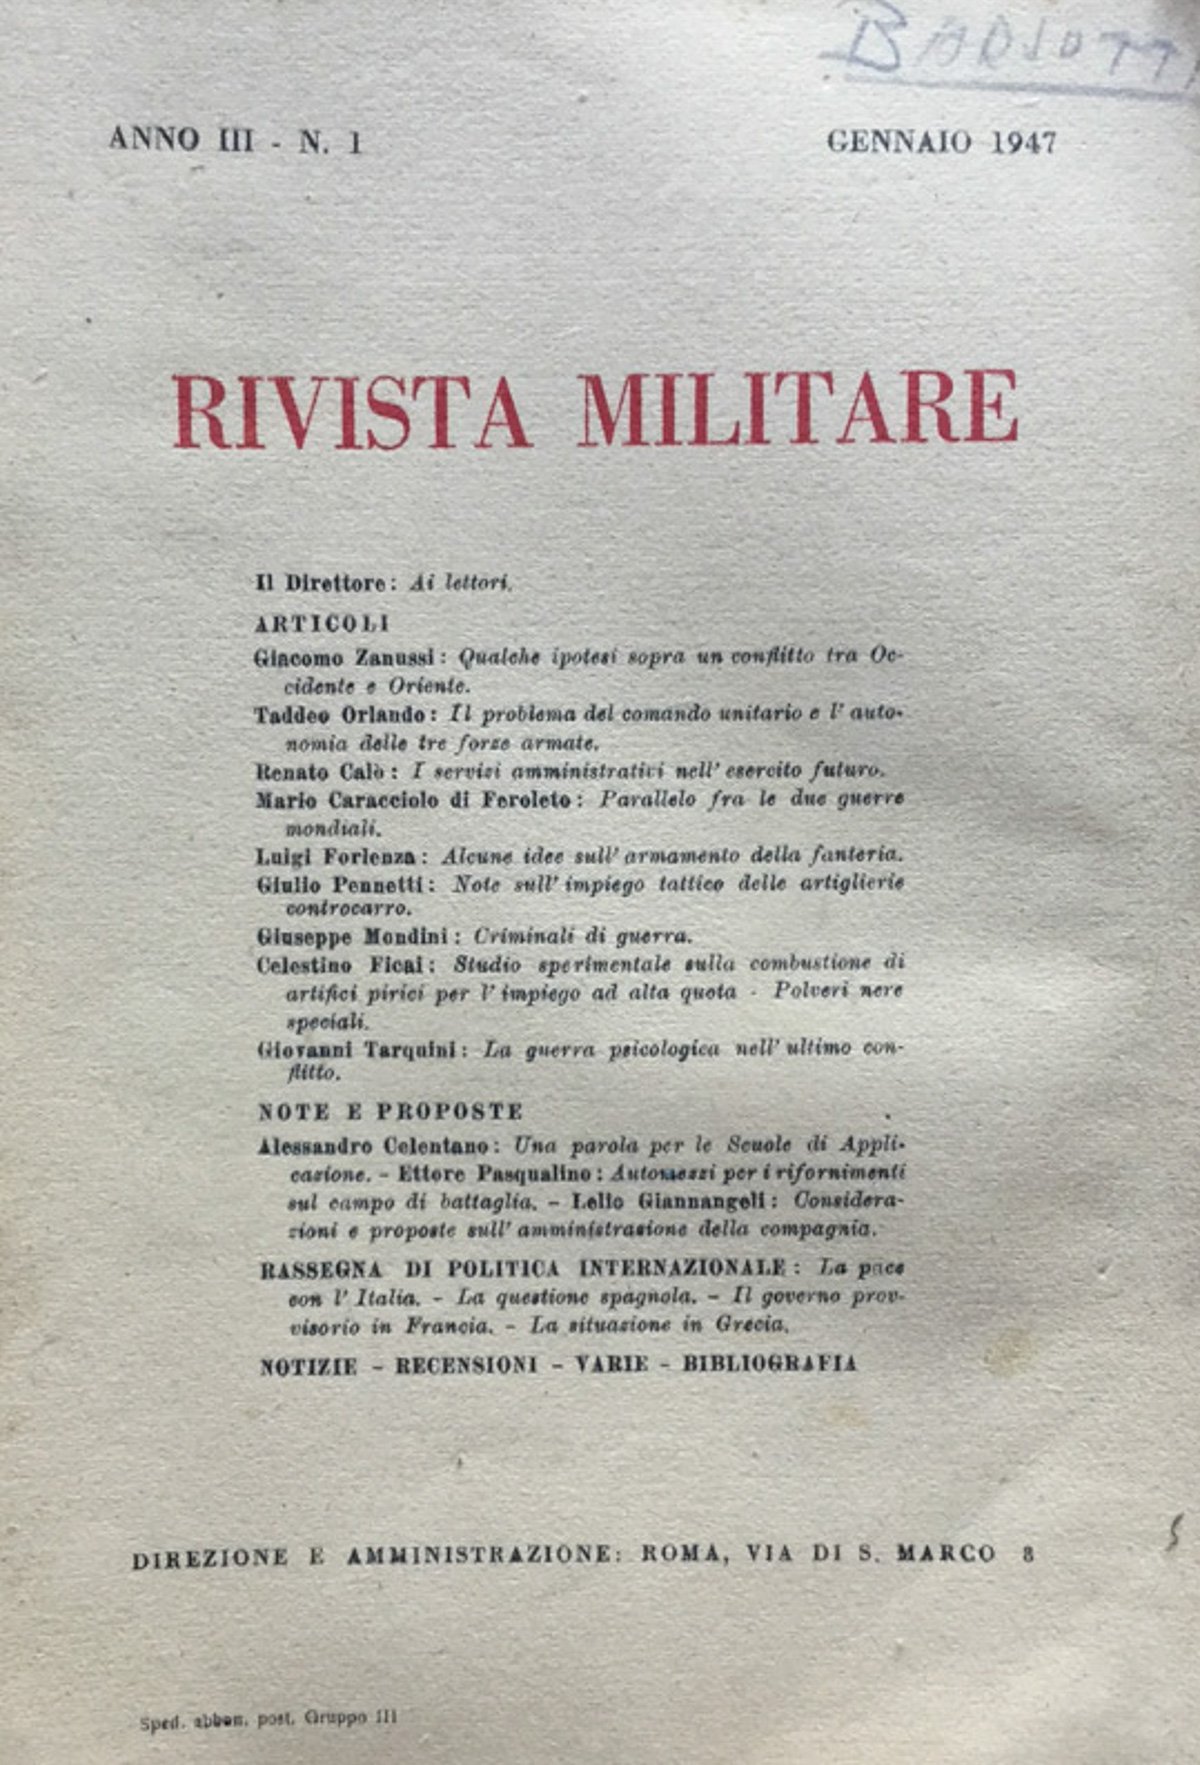 BARIOTTI
ANNO III - N. 1
GENNAIO 1947
RIVISTA MILITARE
Il Direttore: Ai lettori.
ARTICOLI
Giacomo Zanussi: Qualche ipotesi sopra un conflitto tra Oc-
cidente e Oriente.
Taddeo Orlando: Il problema del comando unitario e l'auto-
nomia delle tre forze armate.
Renato Calò: I servizi amministrativi nell'esercito futuro.
Mario Caracciolo di Feroleto: Parallelo fra le due guerre
mondiali.
Luigi Forlenza: Alcune idee sull'armamento della fanteria.
Giulio Pennetti: Note sull'impiego tattico delle artiglierie
controcarro.
Giuseppe Mondini: Criminali di guerra.
Celestino Ficai: Studio sperimentale sulla combustione di
artifici pirici per l'impiego ad alta quota - Polveri nere
speciali.
Giovanni Tarquini: La guerra psicologica nell'ultimo con-
flitto.
NOTE E PROPOSTE
Alessandro Celentano: Una parola per le Scuole di Appli-
cazione. - Ettore Pasqualino: Automezzi per i rifornimenti
sul campo di battaglia. - Lello Giannangeli: Considera-
zioni e proposte sull'amministrazione della compagnia.
RASSEGNA DI POLITICA INTERNAZIONALE: La pace
con l'Italia. - La questione spagnola. - Il governo prov-
visorio in Francia. - La situazione in Grecia.
NOTIZIE - RECENSIONI - VARIE - BIBLIOGRAFIA
DIREZIONE E AMMINISTRAZIONE: ROMA, VIA DI S. MARCO 8
Sped. abbon. post. Gruppo III